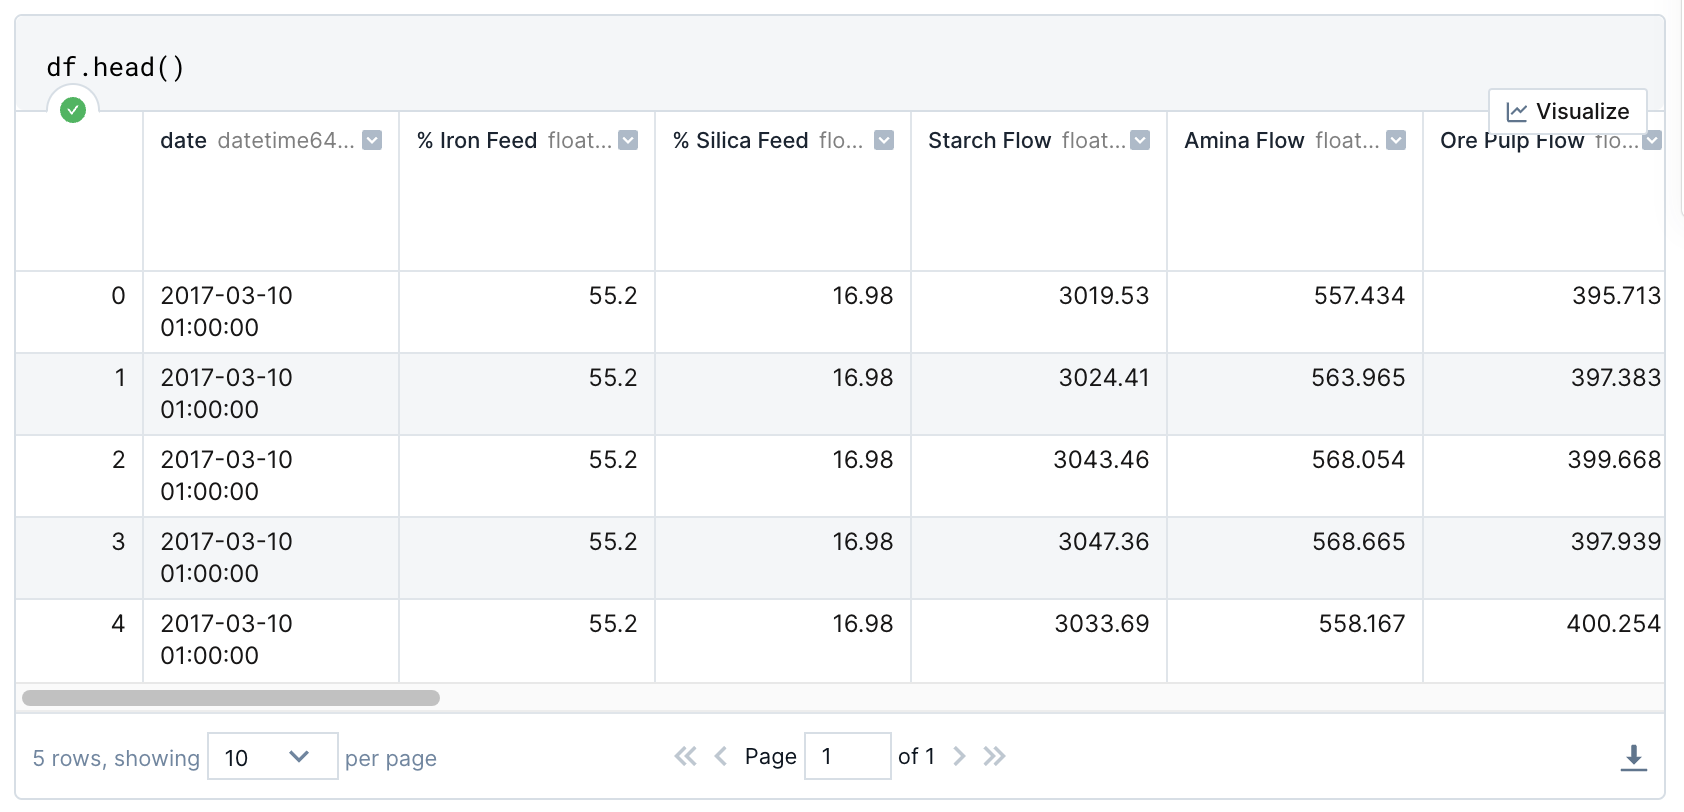 df.head()
Visualize
date datetime64... % Iron Feed float... % Silica Feed flo... Starch Flow float... Amina Flow float... Ore Pulp Flow flo...
0 2017-03-10 01:00:00 55.2 16.98 3019.53 557.434 395.713
1 2017-03-10 01:00:00 55.2 16.98 3024.41 563.965 397.383
2 2017-03-10 01:00:00 55.2 16.98 3043.46 568.054 399.668
3 2017-03-10 01:00:00 55.2 16.98 3047.36 568.665 397.939
4 2017-03-10 01:00:00 55.2 16.98 3033.69 558.167 400.254
5 rows, showing 10 per page Page 1 of 1